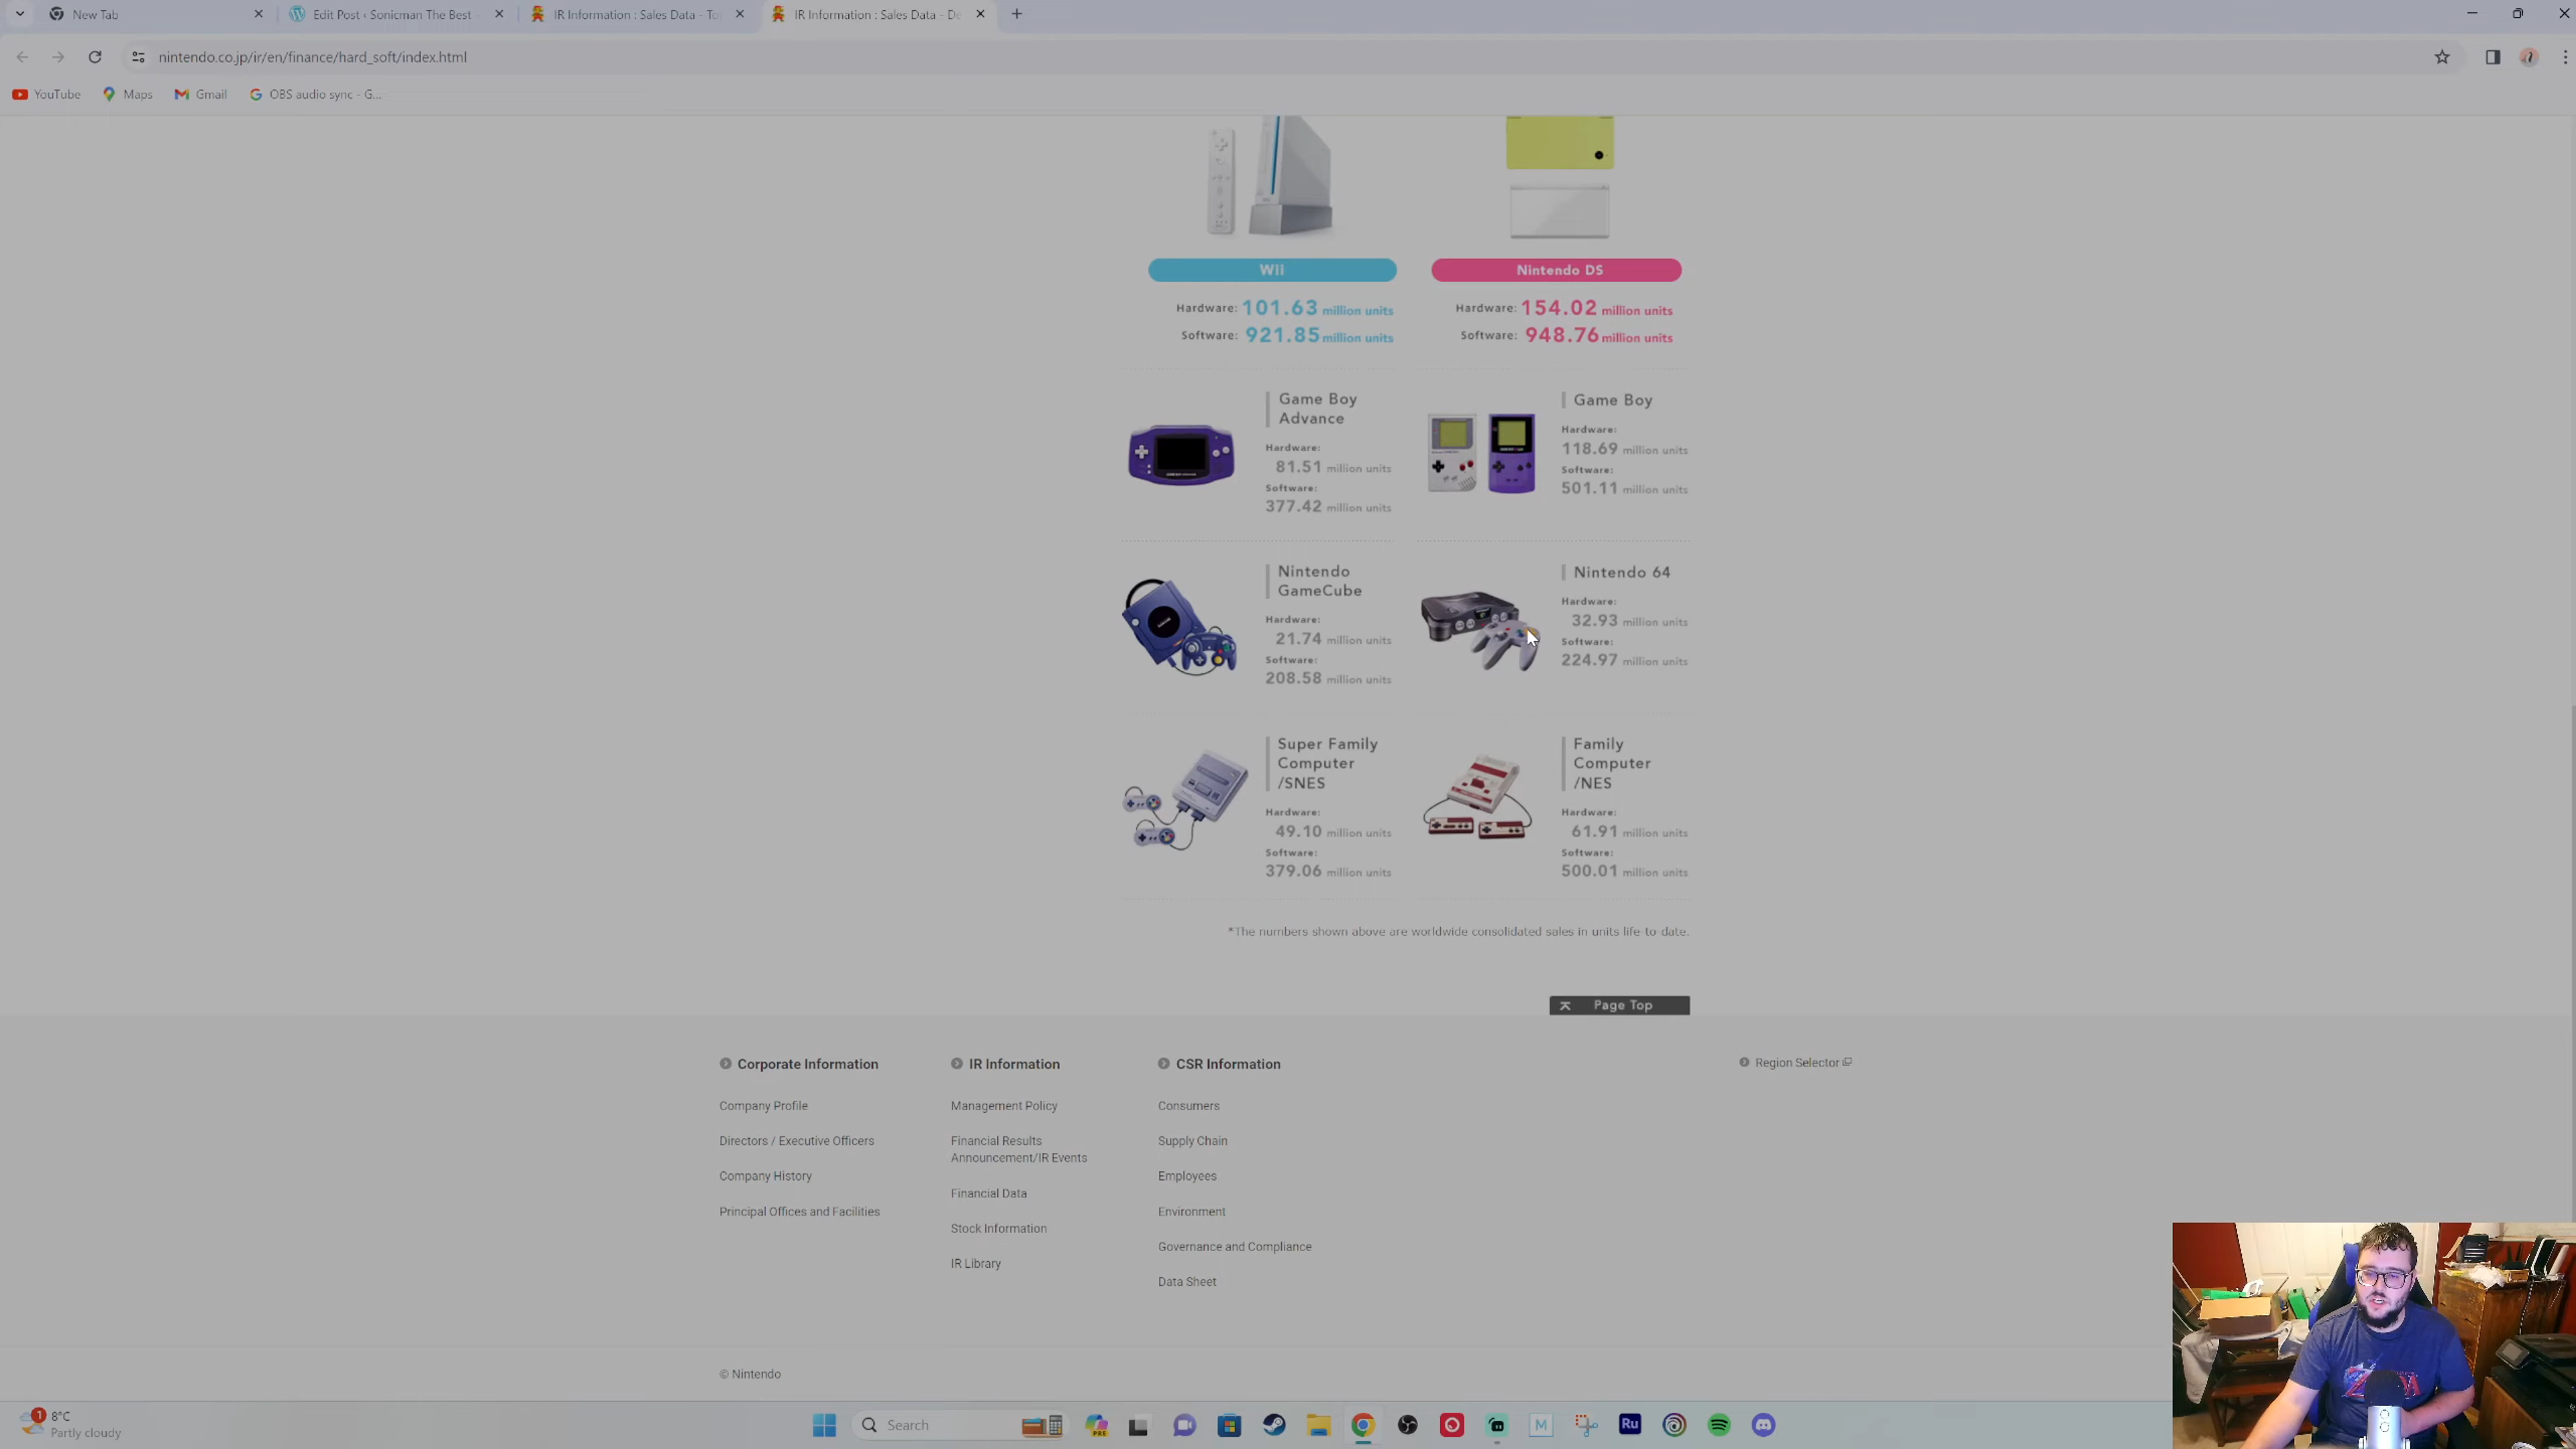 New Tab
Edit Post ‹ Sonicman The Best
IR Information : Sales Data - To
IR Information : Sales Data - De
nintendo.co.jp/ir/en/finance/hard_soft/index.html
YouTube
Maps
Gmail
OBS audio sync - G...
Wii
Hardware: 101.63 million units
Software: 921.85 million units
Nintendo DS
Hardware: 154.02 million units
Software: 948.76 million units
Game Boy
Advance
Hardware:
81.51 million units
Software:
377.42 million units
Game Boy
Hardware:
118.69 million units
Software:
501.11 million units
Nintendo
GameCube
Hardware:
21.74 million units
Software:
208.58 million units
Nintendo 64
Hardware:
32.93 million units
Software:
224.97 million units
Super Family
Computer
/SNES
Hardware:
49.10 million units
Software:
379.06 million units
Family
Computer
/NES
Hardware:
61.91 million units
Software:
500.01 million units
*The numbers shown above are worldwide consolidated sales in units life-to-date.
Page Top
Corporate Information
Company Profile
Directors / Executive Officers
Company History
Principal Offices and Facilities
IR Information
Management Policy
Financial Results
Announcement/IR Events
Financial Data
Stock Information
IR Library
CSR Information
Consumers
Supply Chain
Employees
Environment
Governance and Compliance
Data Sheet
Region Selector
© Nintendo
1
8°C
Partly cloudy
Search
PRE
M
Ru